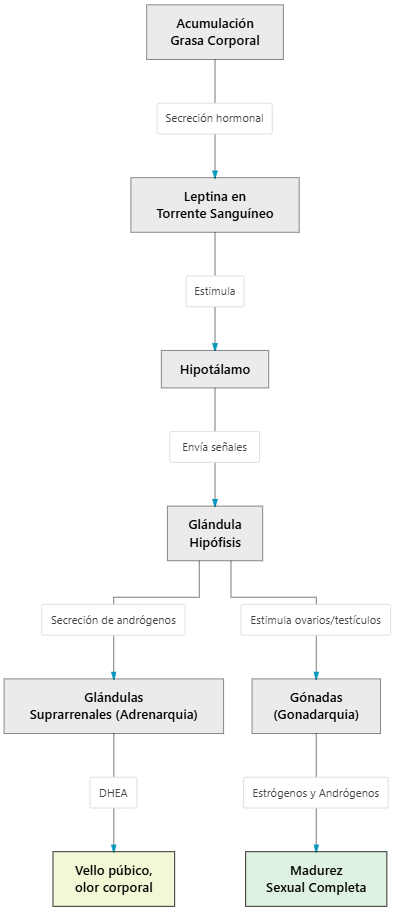 Acumulación
Grasa Corporal
Secreción hormonal
Leptina en
Torrente Sanguíneo
Estimula
Hipotálamo
Envía señales
Glándula
Hipófisis
Secreción de andrógenos
Estimula ovarios/testículos
Glándulas
Suprarrenales (Adrenarquia)
Gónadas
(Gonadarquia)
DHEA
Estrógenos y Andrógenos
Vello púbico,
olor corporal
Madurez
Sexual Completa